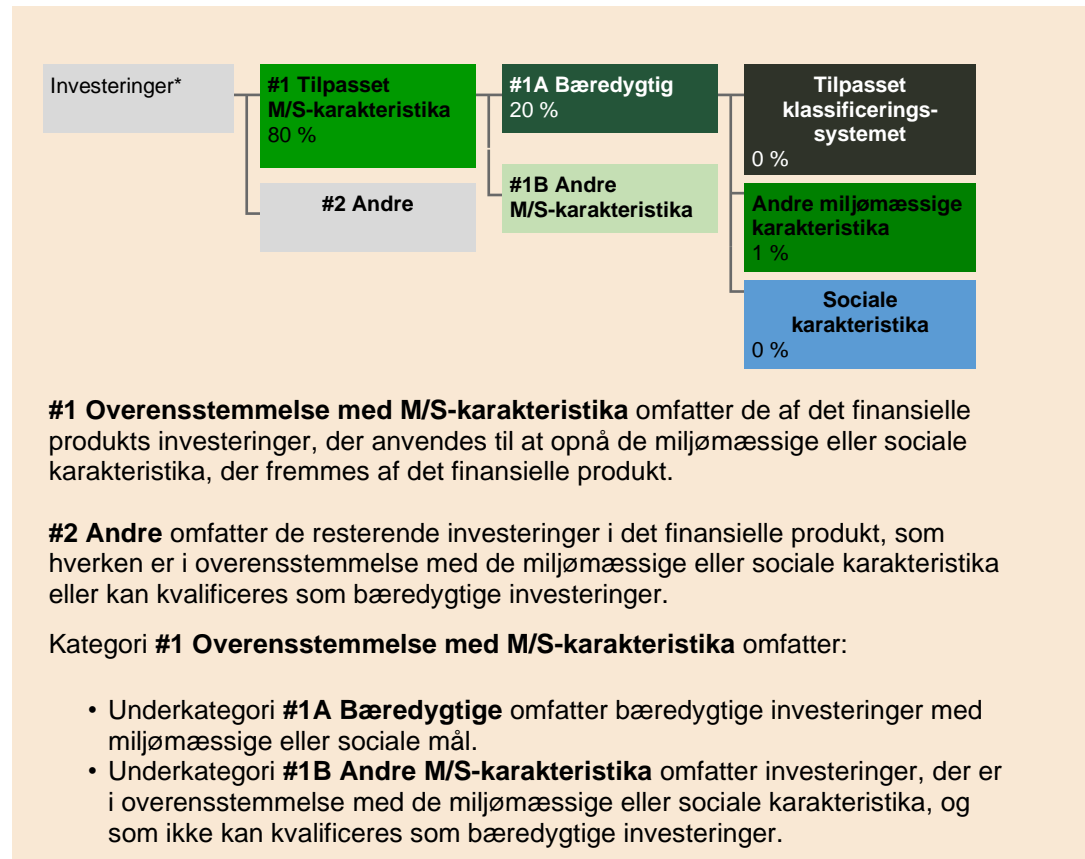 Investeringer*
#1 Tilpasset
M/S-karakteristika
80 %
#2 Andre
#1A Bæredygtig
20 %
#1B Andre
M/S-karakteristika
Tilpasset
klassificerings-
systemet
0 %
Andre miljømæssige
karakteristika
1 %
Sociale
karakteristika
0 %
#1 Overensstemmelse med M/S-karakteristika omfatter de af det finansielle
produkts investeringer, der anvendes til at opnå de miljømæssige eller sociale
karakteristika, der fremmes af det finansielle produkt.
#2 Andre omfatter de resterende investeringer i det finansielle produkt, som
hverken er i overensstemmelse med de miljømæssige eller sociale karakteristika
eller kan kvalificeres som bæredygtige investeringer.
Kategori #1 Overensstemmelse med M/S-karakteristika omfatter:
• Underkategori #1A Bæredygtige omfatter bæredygtige investeringer med
miljømæssige eller sociale mål.
• Underkategori #1B Andre M/S-karakteristika omfatter investeringer, der er
i overensstemmelse med de miljømæssige eller sociale karakteristika, og
som ikke kan kvalificeres som bæredygtige investeringer.